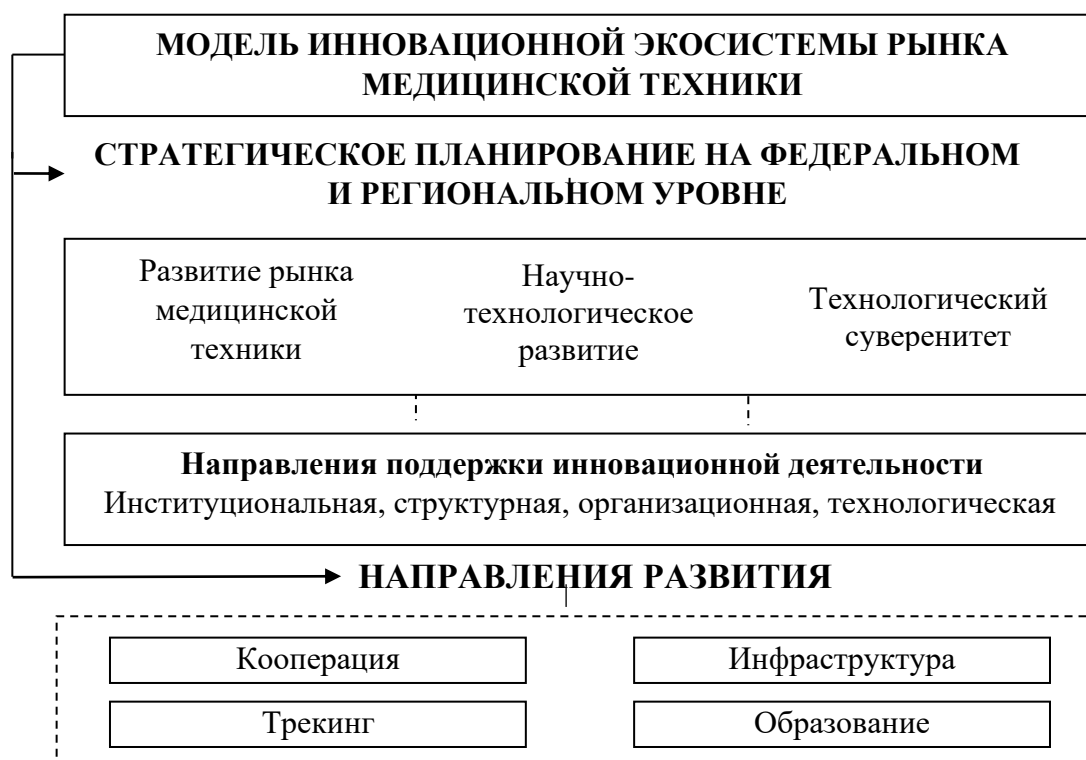 МОДЕЛЬ ИННОВАЦИОННОЙ ЭКОСИСТЕМЫ РЫНКА
МЕДИЦИНСКОЙ ТЕХНИКИ
СТРАТЕГИЧЕСКОЕ ПЛАНИРОВАНИЕ НА ФЕДЕРАЛЬНОМ
И РЕГИОНАЛЬНОМ УРОВНЕ
Развитие рынка
медицинской
техники
Научно-
технологическое
развитие
Технологический
суверенитет
Направления поддержки инновационной деятельности
Институциональная, структурная, организационная, технологическая
НАПРАВЛЕНИЯ РАЗВИТИЯ
Кооперация
Инфраструктура
Трекинг
Образование